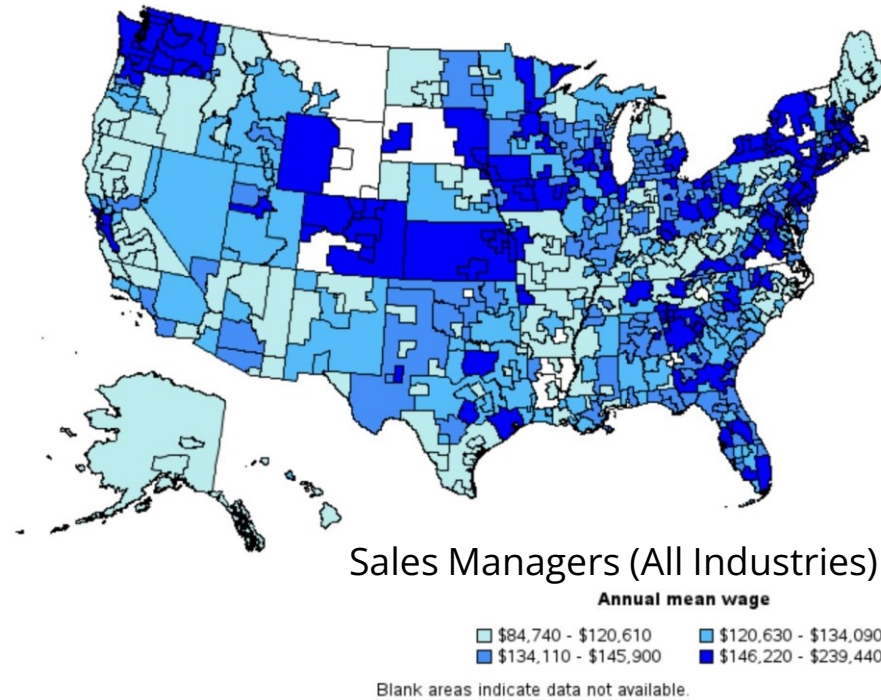 Sales Managers (All Industries)
Annual mean wage
$84,740 - $120,610 $120,630 - $134,090
$134,110 - $145,900 $146,220 - $239,440
Blank areas indicate data not available.